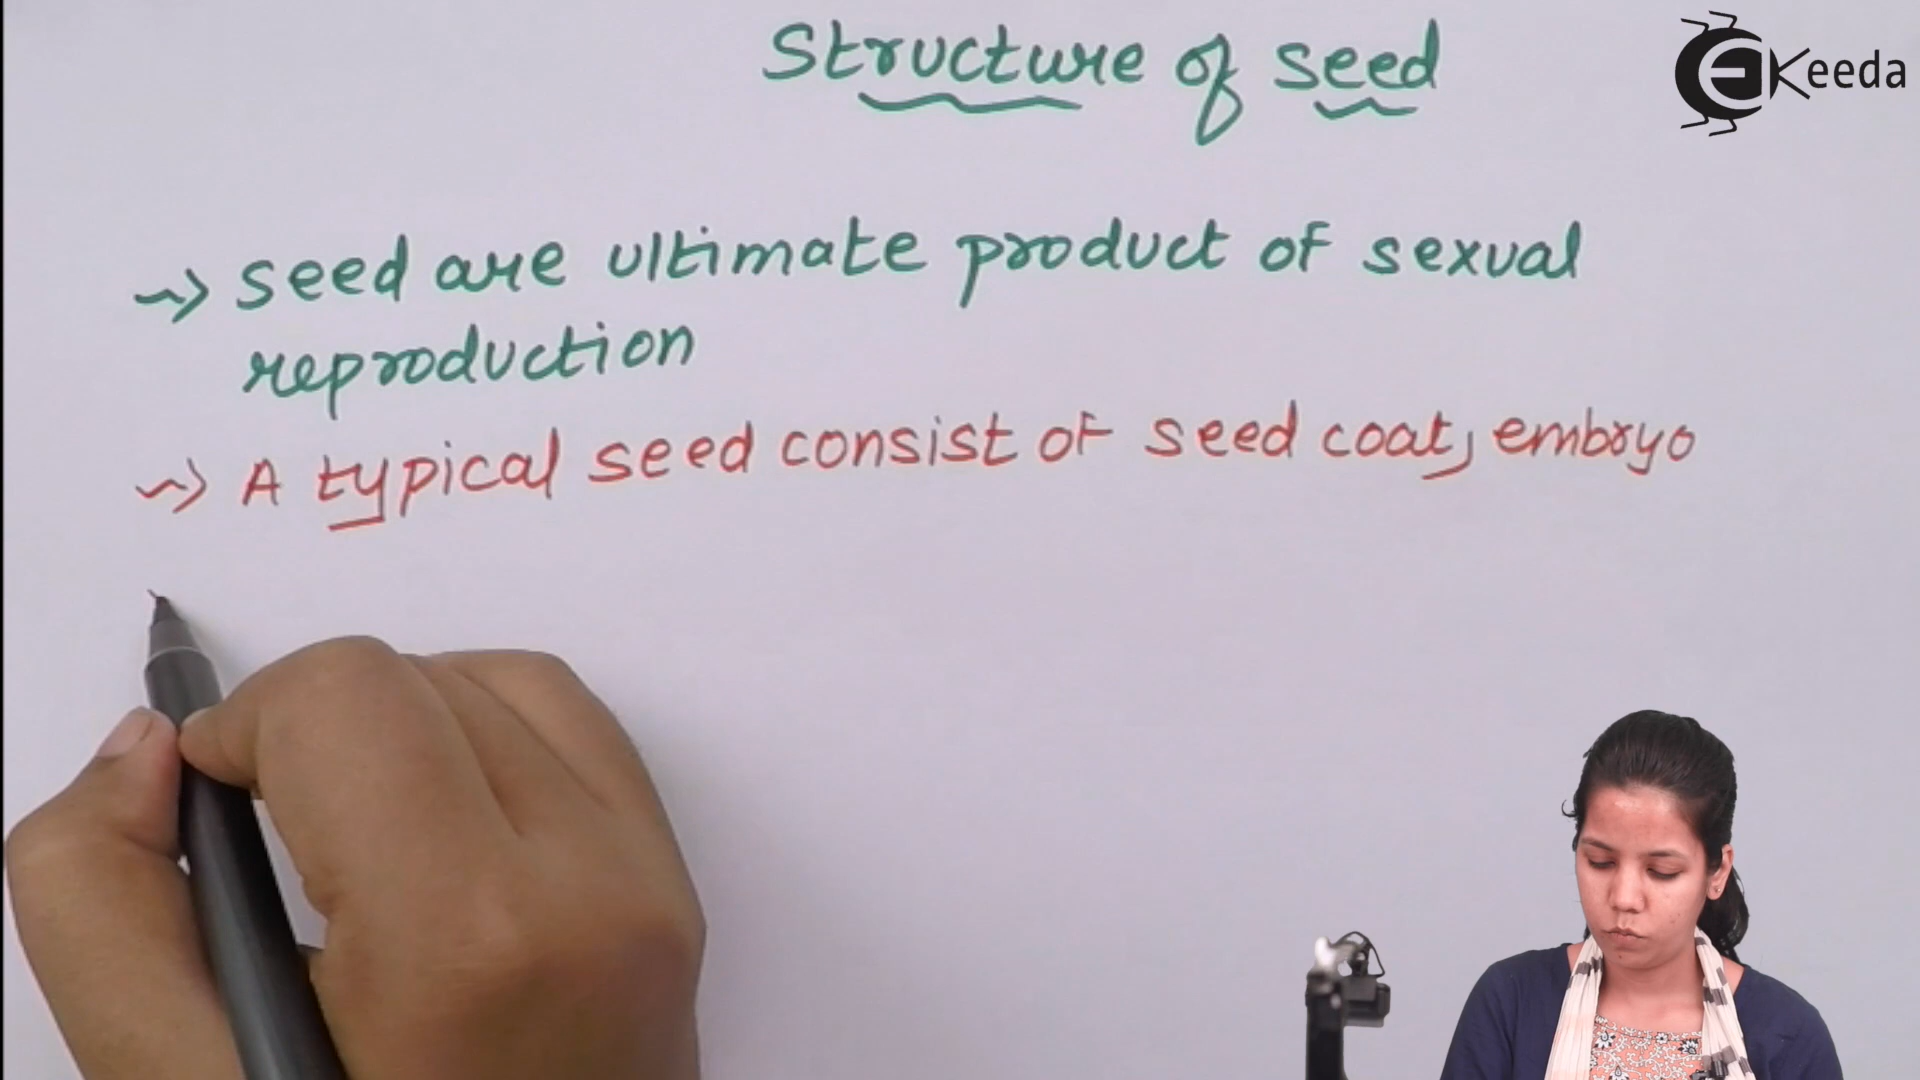 Structure of seed
Keeda
~> seed are ultimate product of sexual
reproduction
~> A typical seed consist of seed coat, embryo